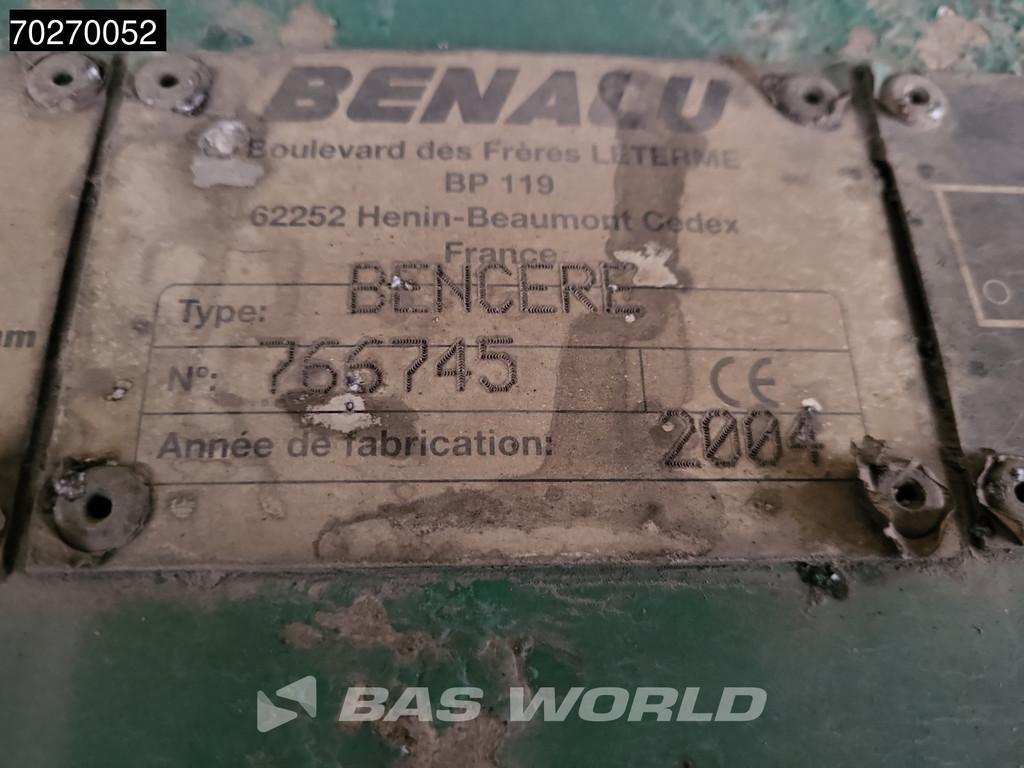 70270052
BENALU
Boulevard des Frères LETERME
BP 119
62252 Henin-Beaumont Cedex
France
Type: BENCERE
mm
N°: 766745 CE
Année de fabrication: 2004
BAS WORLD